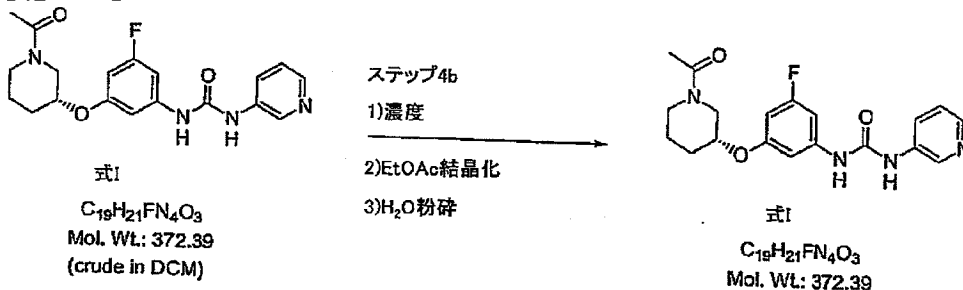 式I
C₁₉H₂₁FN₄O₃
Mol. Wt.: 372.39
(crude in DCM)
ステップ4b
1)濃度
2)EtOAc結晶化
3)H₂O粉砕
式I
C₁₉H₂₁FN₄O₃
Mol. Wt.: 372.39